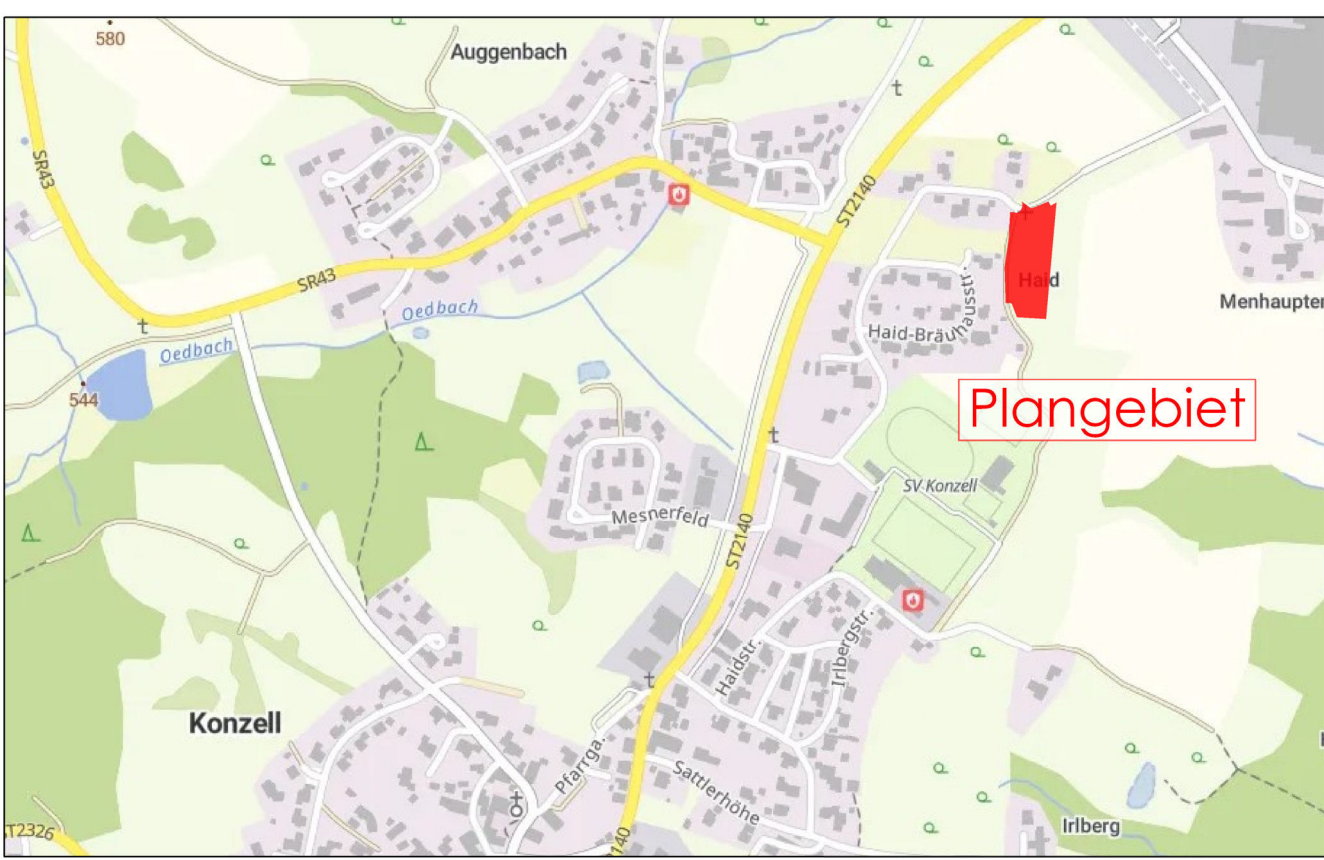 580
Auggenbach
SR43
ST2140
SR43
Oedbach
Haid
Menhaupten
Haid-Bräuhausstr.
Oedbach
544
Plangebiet
SV Konzell
Mesnerfeld
ST2140
Haidstr.
Irlbergstr.
Konzell
Pfarrga.
Sattlerhöhe
Irlberg
ST2326
ST2140